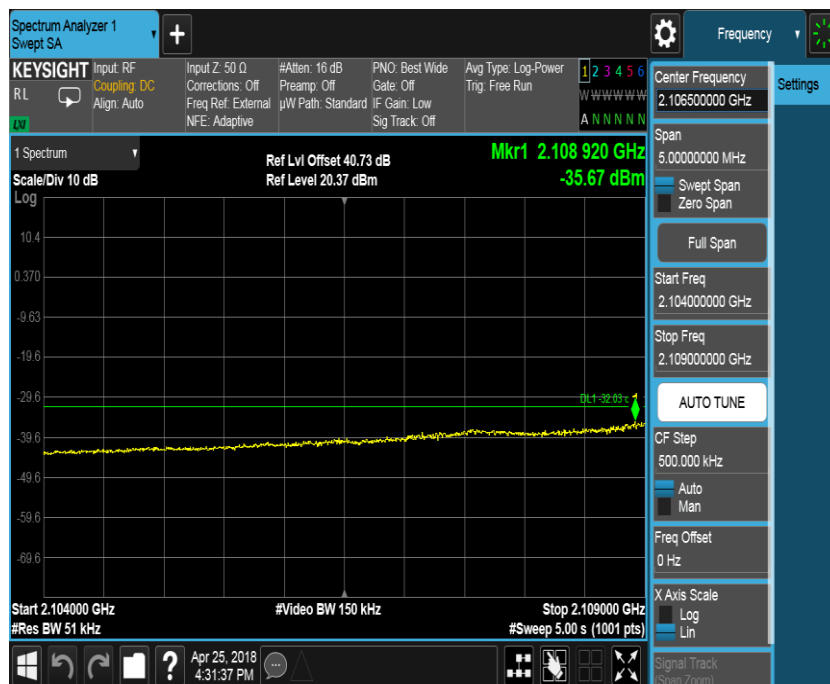 Spectrum Analyzer 1
Swept SA
+
Frequency
KEYSIGHT
RL
LXI
Input: RF
Coupling: DC
Align: Auto
Input Z: 50 Ω
Corrections: Off
Freq Ref: External
NFE: Adaptive
#Atten: 16 dB
Preamp: Off
µW Path: Standard
PNO: Best Wide
Gate: Off
IF Gain: Low
Sig Track: Off
Avg Type: Log-Power
Trig: Free Run
1 2 3 4 5 6
W W W W W W
A N N N N N
1 Spectrum
Scale/Div 10 dB
Ref Lvl Offset 40.73 dB
Ref Level 20.37 dBm
Mkr1 2.108 920 GHz
-35.67 dBm
Log
10.4
0.370
-9.63
-19.6
-29.6
-39.6
-49.6
-59.6
-69.6
DL1 -32.03
1
Start 2.104000 GHz
#Res BW 51 kHz
#Video BW 150 kHz
Stop 2.109000 GHz
#Sweep 5.00 s (1001 pts)
?
Apr 25, 2018
4:31:37 PM
Center Frequency
2.106500000 GHz
Span
5.00000000 MHz
Swept Span
Zero Span
Full Span
Start Freq
2.104000000 GHz
Stop Freq
2.109000000 GHz
AUTO TUNE
CF Step
500.000 kHz
Auto
Man
Freq Offset
0 Hz
X Axis Scale
Log
Lin
Signal Track
(Span Zoom)
Settings